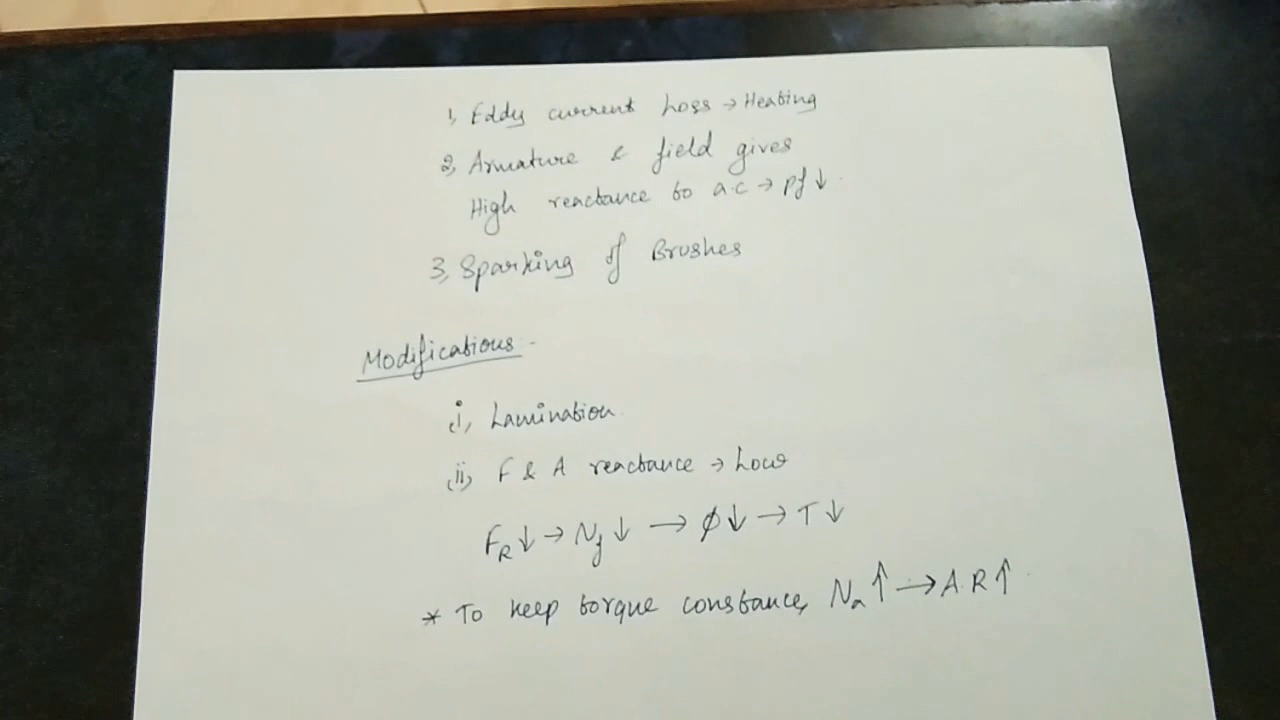 1, Eddy current Loss → Heating
2, Armature & field gives
High reactance to a.c → pf ↓
3, Sparking of Brushes
Modifications -
(i), Lamination
(ii) F & A reactance → Low
F_R ↓ → N_f ↓ → φ ↓ → T ↓
* To keep torque constance, N_a ↑ → A.R ↑